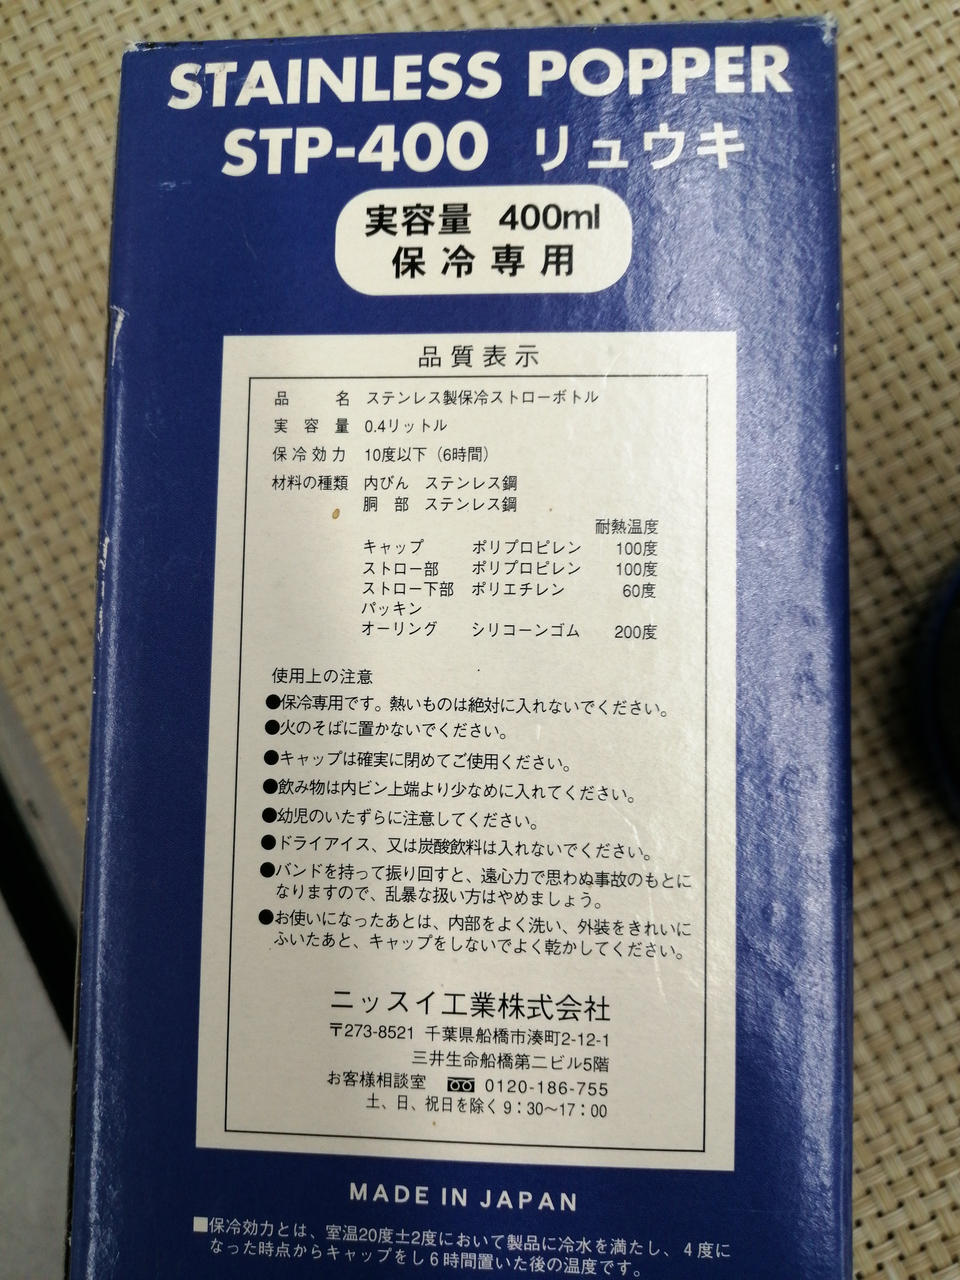 STAINLESS POPPER
STP-400 リュウキ
実容量 400ml
保冷専用
品質表示
品名 ステンレス製保冷ストローボトル
実容量 0.4リットル
保冷効力 10度以下（6時間）
材料の種類 内びん ステンレス鋼
胴部 ステンレス鋼
耐熱温度
キャップ ポリプロピレン 100度
ストロー部 ポリプロピレン 100度
ストロー下部 ポリエチレン 60度
パッキン
オーリング シリコーンゴム 200度
使用上の注意
●保冷専用です。熱いものは絶対に入れないでください。
●火のそばに置かないでください。
●キャップは確実に閉めてご使用ください。
●飲み物は内ビン上端より少なめに入れてください。
●幼児のいたずらに注意してください。
●ドライアイス、又は炭酸飲料は入れないでください。
●バンドを持って振り回すと、遠心力で思わぬ事故のもとに
なりますので、乱暴な扱い方はやめましょう。
●お使いになったあとは、内部をよく洗い、外装をきれいに
ふいたあと、キャップをしないでよく乾かしてください。
ニッスイ工業株式会社
〒273-8521 千葉県船橋市湊町2-12-1
三井生命船橋第二ビル5階
お客様相談室 0120-186-755
土、日、祝日を除く9：30～17：00
MADE IN JAPAN
■保冷効力とは、室温20度±2度において製品に冷水を満たし、4度に
なった時点からキャップをし6時間置いた後の温度です。